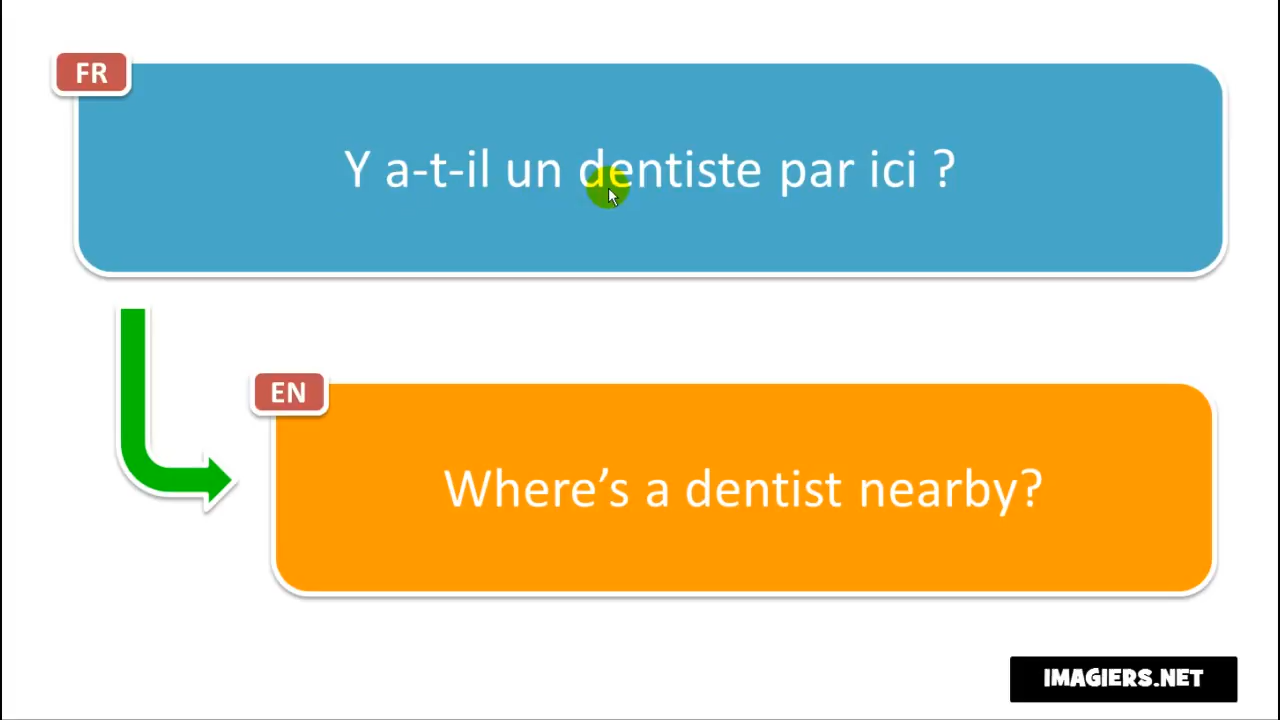 FR
Y a-t-il un dentiste par ici ?
EN
Where’s a dentist nearby?
IMAGIERS.NET